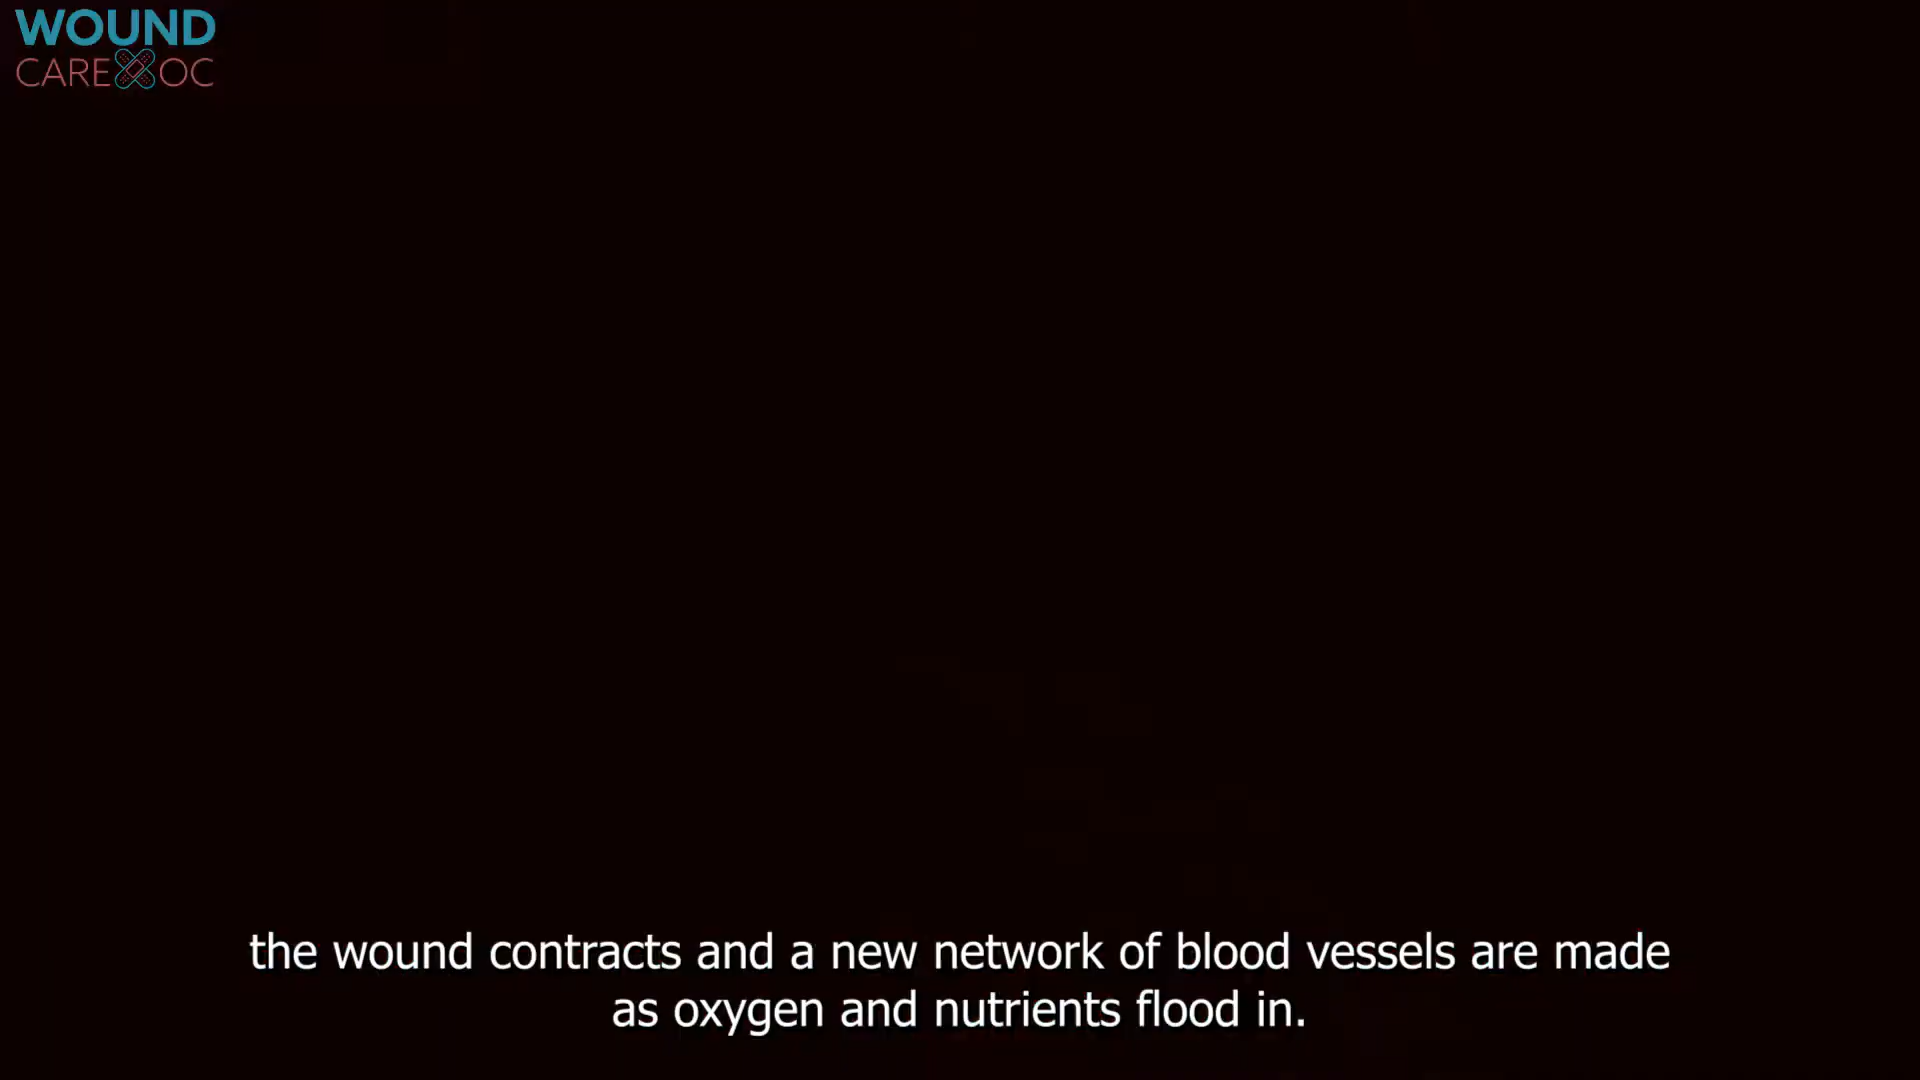 WOUND
CARE OC
the wound contracts and a new network of blood vessels are made
as oxygen and nutrients flood in.